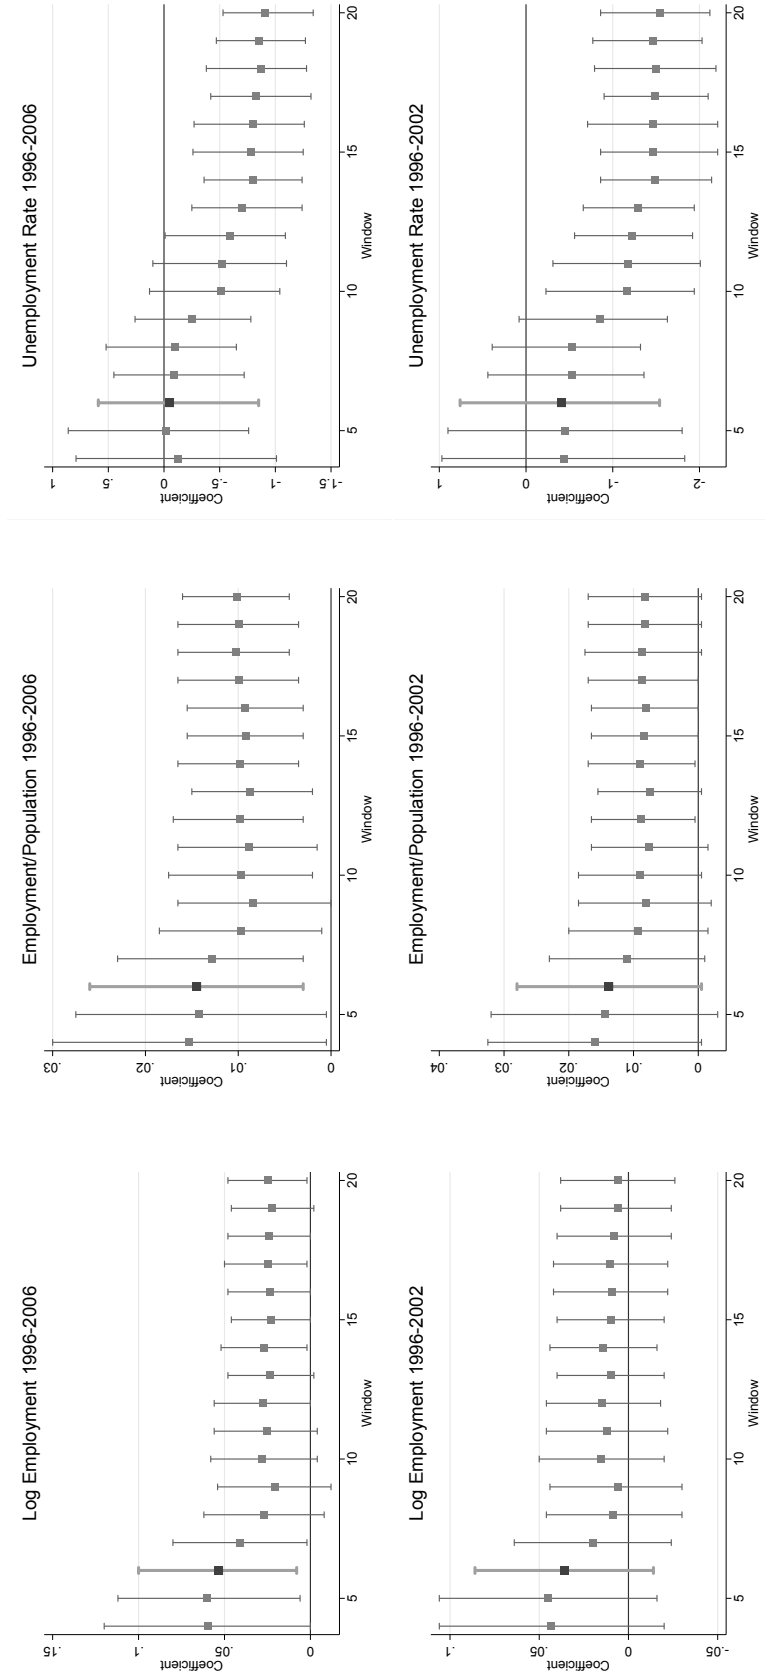 Log Employment 1996-2006
Coefficient
.15
.1
.05
0
5
10
15
20
Window
Employment/Population 1996-2006
Coefficient
.03
.02
.01
0
5
10
15
20
Window
Unemployment Rate 1996-2006
Coefficient
1
.5
0
-.5
-1
-1.5
5
10
15
20
Window
Log Employment 1996-2002
Coefficient
.1
.05
0
-.05
5
10
15
20
Window
Employment/Population 1996-2002
Coefficient
.04
.03
.02
.01
0
5
10
15
20
Window
Unemployment Rate 1996-2002
Coefficient
1
0
-1
-2
5
10
15
20
Window